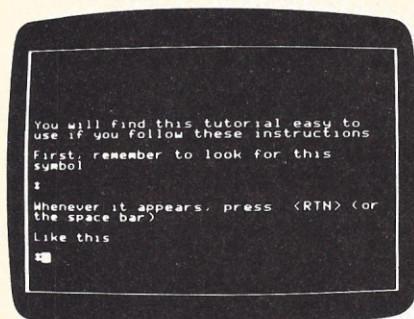 You will find this tutorial easy to
use if you follow these instructions
First, remember to look for this
symbol
Whenever it appears, press <RTN> (or
the space bar)
Like this